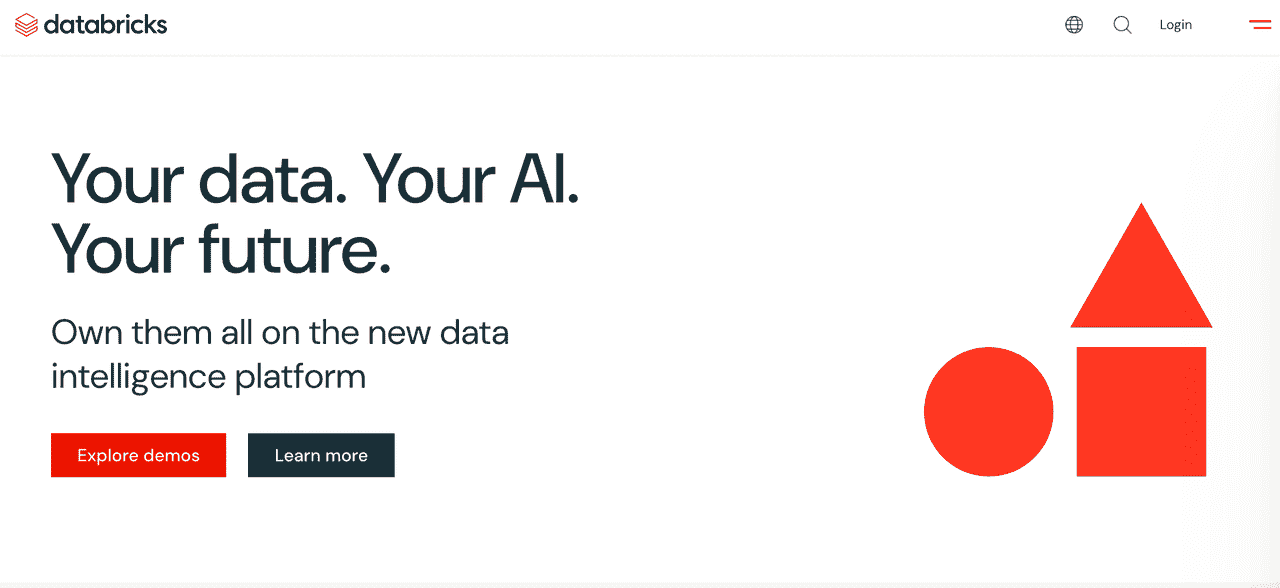 databricks
Login
Your data. Your AI.
Your future.
Own them all on the new data
intelligence platform
Explore demos
Learn more